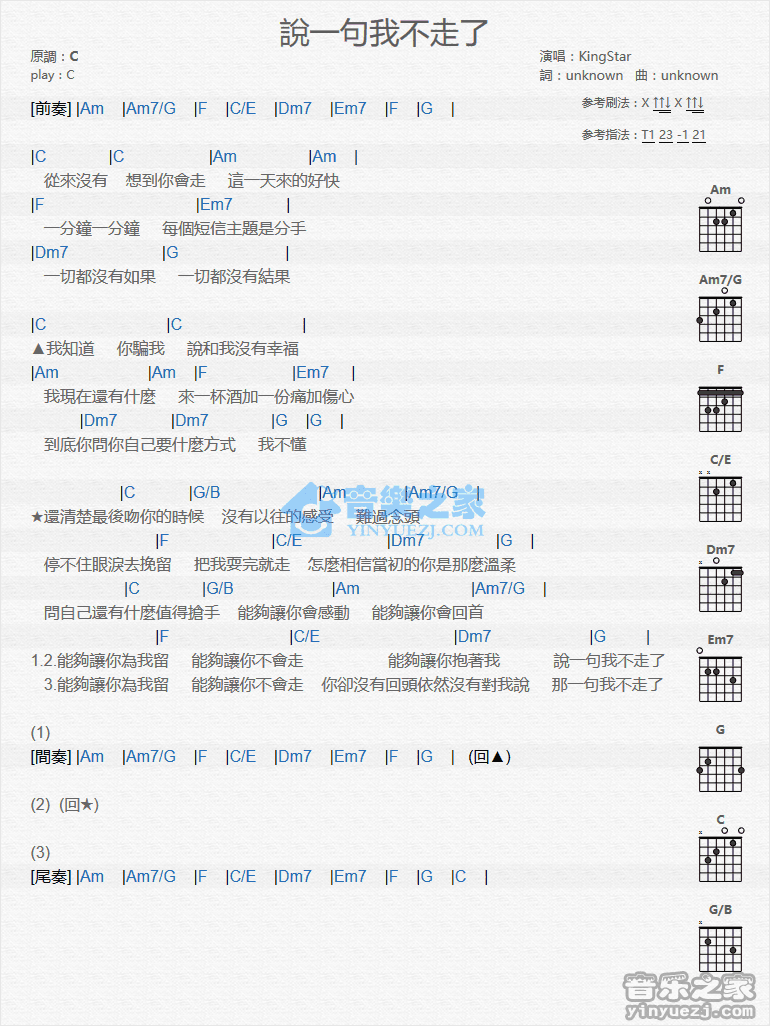 說一句我不走了
原調：C
play：C
演唱：KingStar
詞：unknown 曲：unknown
参考刷法：X ↑↑↓ X ↑↑↓
参考指法：T1 23 -1 21
[前奏] |Am |Am7/G |F |C/E |Dm7 |Em7 |F |G |
|C |C |Am |Am |
從來沒有 想到你會走 這一天來的好快
|F |Em7 |
一分鐘一分鐘 每個短信主題是分手
|Dm7 |G |
一切都沒有如果 一切都沒有結果
|C |C |
▲我知道 你騙我 說和我沒有幸福
|Am |Am |F |Em7 |
我現在還有什麼 來一杯酒加一份痛加傷心
|Dm7 |Dm7 |G |G |
到底你問你自己要什麼方式 我不懂
|C |G/B |Am |Am7/G |
★還清楚最後吻你的時候 沒有以往的感受 難過念頭
|F |C/E |Dm7 |G |
停不住眼淚去挽留 把我耍完就走 怎麼相信當初的你是那麼溫柔
|C |G/B |Am |Am7/G |
問自己還有什麼值得搶手 能夠讓你會感動 能夠讓你會回首
|F |C/E |Dm7 |G |
1.2.能夠讓你為我留 能夠讓你不會走 能夠讓你抱著我 說一句我不走了
3.能夠讓你為我留 能夠讓你不會走 你卻沒有回頭依然沒有對我說 那一句我不走了
(1)
[間奏] |Am |Am7/G |F |C/E |Dm7 |Em7 |F |G | (回▲)
(2) (回★)
(3)
[尾奏] |Am |Am7/G |F |C/E |Dm7 |Em7 |F |G |C |
Am
Am7/G
F
C/E
Dm7
Em7
G
C
G/B
音樂之家
YINYUEZJ.COM
音乐之家
yinyuezj.com